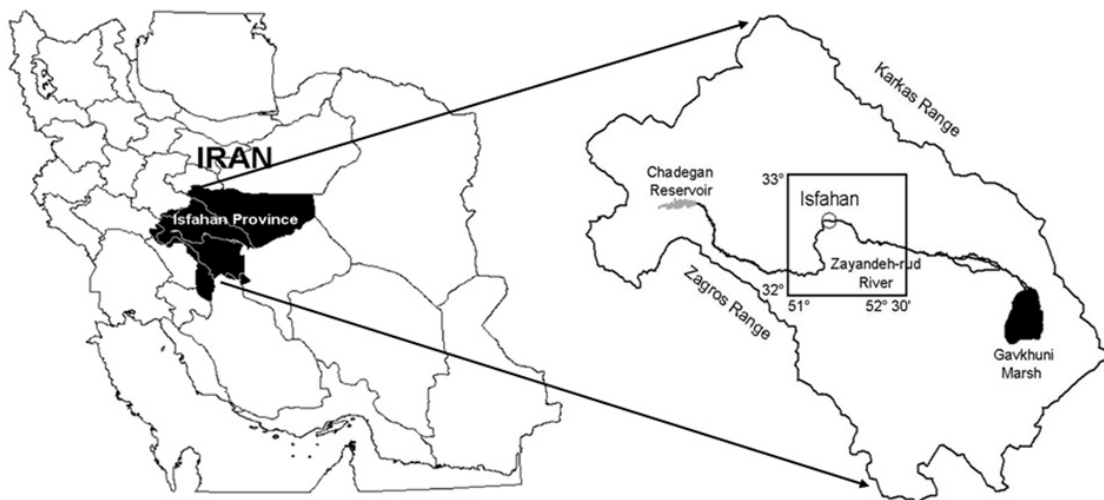 IRAN
Isfahan Province
Karkas Range
Chadegan
Reservoir
33°
Isfahan
Zayandeh-rud
River
32°
51°
52° 30'
Zagros Range
Gavkhuni
Marsh